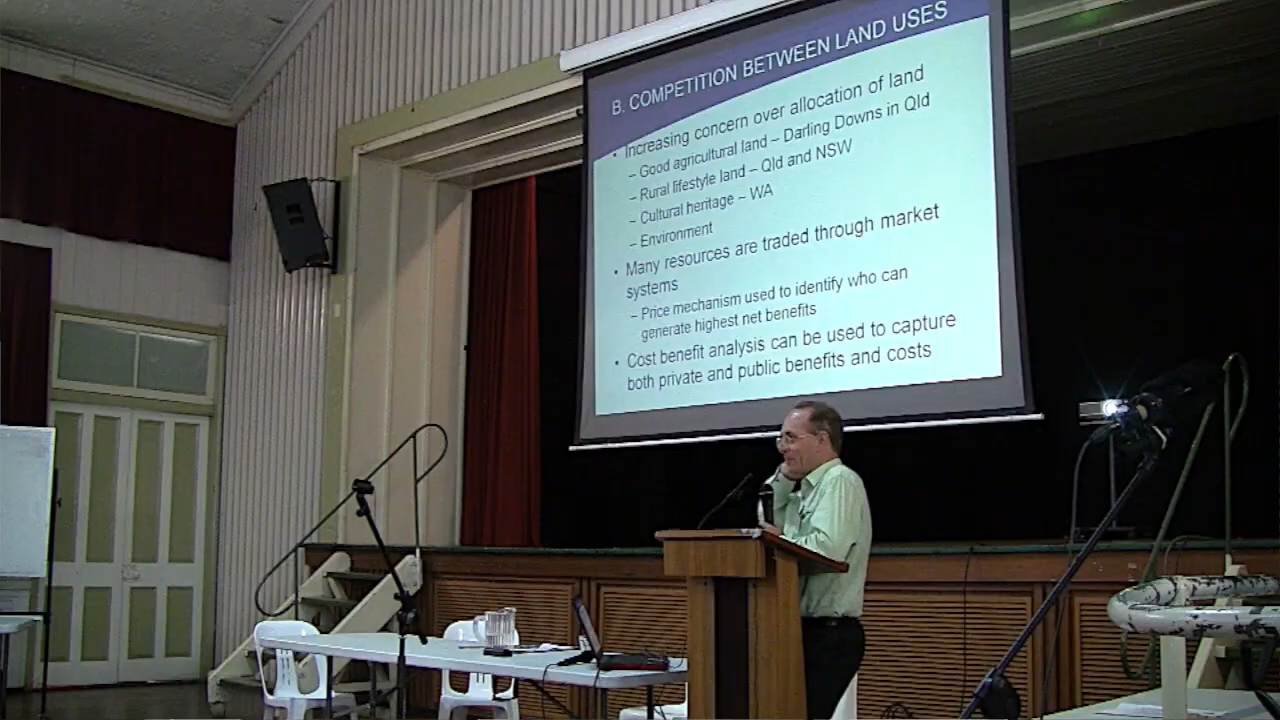 B. COMPETITION BETWEEN LAND USES
• Increasing concern over allocation of land
– Good agricultural land – Darling Downs in Qld
– Rural lifestyle land – Qld and NSW
– Cultural heritage – WA
– Environment
• Many resources are traded through market
systems
– Price mechanism used to identify who can
generate highest net benefits
• Cost benefit analysis can be used to capture
both private and public benefits and costs